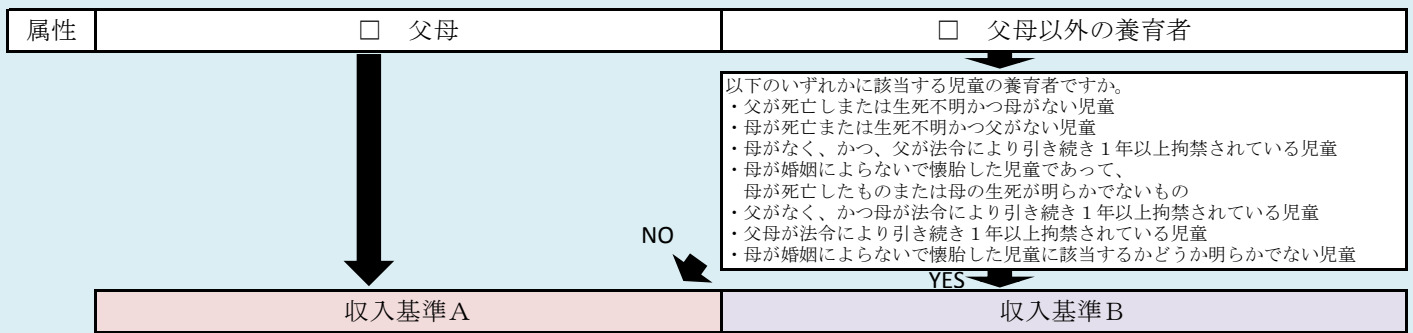 属性
□ 父母
□ 父母以外の養育者
以下のいずれかに該当する児童の養育者ですか。
・父が死亡しまたは生死不明かつ母がない児童
・母が死亡または生死不明かつ父がない児童
・母がなく、かつ、父が法令により引き続き１年以上拘禁されている児童
・母が婚姻によらないで懐胎した児童であって、
母が死亡したものまたは母の生死が明らかでないもの
・父がなく、かつ母が法令により引き続き１年以上拘禁されている児童
・父母が法令により引き続き１年以上拘禁されている児童
・母が婚姻によらないで懐胎した児童に該当するかどうか明らかでない児童
NO
YES
収入基準Ａ
収入基準Ｂ